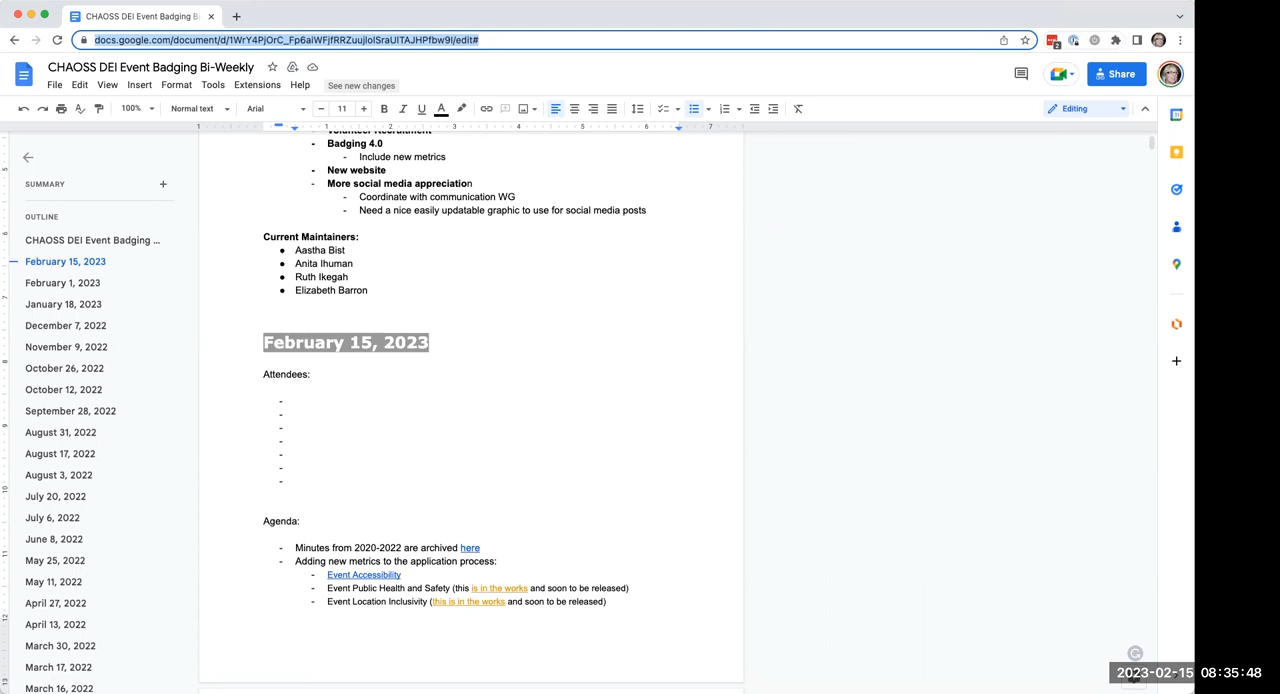 CHAOSS DEI Event Badging B
docs.google.com/document/d/1WrY4PjOrC_Fp6aIWFjfRRZuujIoISraUITAJHPfbw9I/edit#
2
CHAOSS DEI Event Badging Bi-Weekly
File Edit View Insert Format Tools Extensions Help See new changes
Share
100% Normal text Arial 11 B I U A Editing
1 1 2 3 4 5 6 7
SUMMARY
OUTLINE
CHAOSS DEI Event Badging ...
February 15, 2023
February 1, 2023
January 18, 2023
December 7, 2022
November 9, 2022
October 26, 2022
October 12, 2022
September 28, 2022
August 31, 2022
August 17, 2022
August 3, 2022
July 20, 2022
July 6, 2022
June 8, 2022
May 25, 2022
May 11, 2022
April 27, 2022
April 13, 2022
March 30, 2022
March 17, 2022
March 16, 2022
Volunteer Recruitment
- Badging 4.0
- Include new metrics
- New website
- More social media appreciation
- Coordinate with communication WG
- Need a nice easily updatable graphic to use for social media posts
Current Maintainers:
● Aastha Bist
● Anita Ihuman
● Ruth Ikegah
● Elizabeth Barron
February 15, 2023
Attendees:
-
-
-
-
-
-
-
Agenda:
- Minutes from 2020-2022 are archived here
- Adding new metrics to the application process:
- Event Accessibility
- Event Public Health and Safety (this is in the works and soon to be released)
- Event Location Inclusivity (this is in the works and soon to be released)
2023-02-15 08:35:48